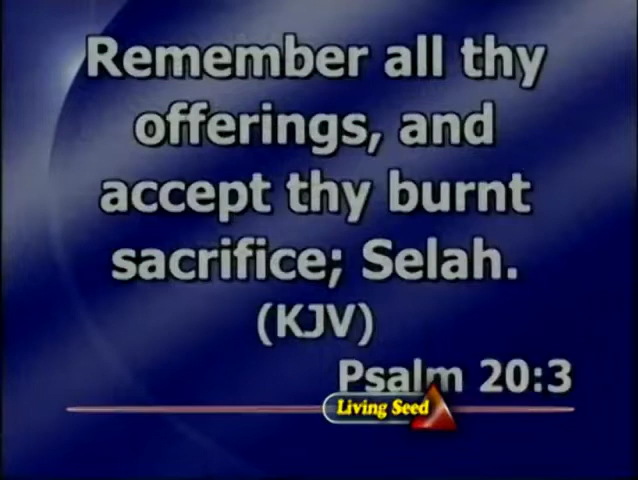 Remember all thy
offerings, and
accept thy burnt
sacrifice; Selah.
(KJV)
Psalm 20:3
Living Seed